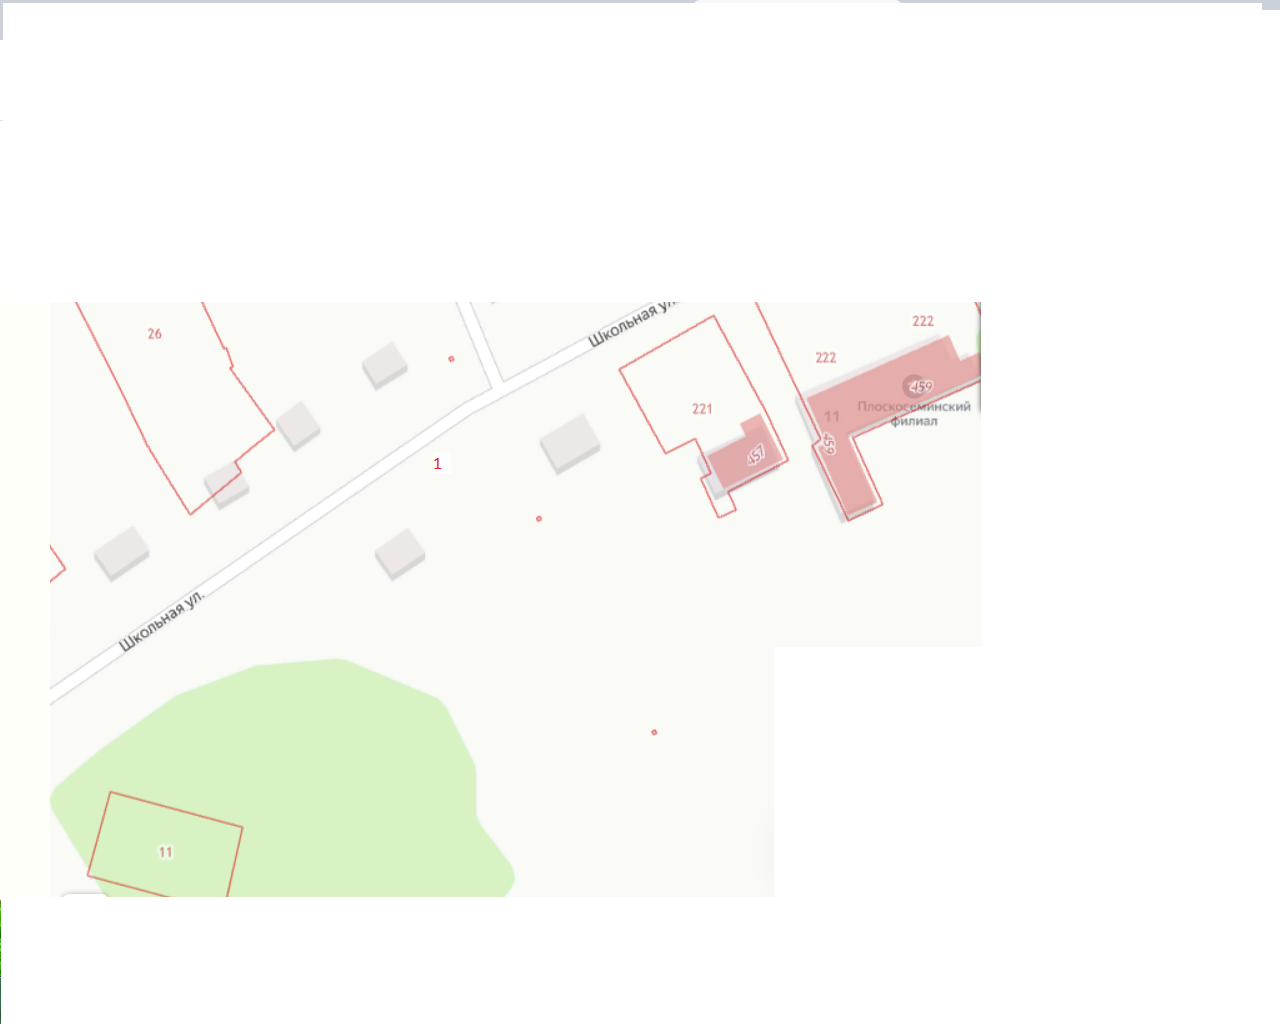 Школьная ул.
222
26
222
459
Плоскосеминский
филиал
221
11
459
457
1
Школьная ул.
11